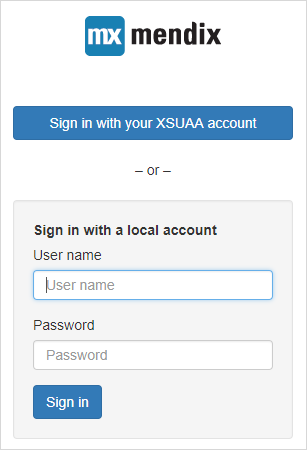 mx mendix
Sign in with your XSUAA account
– or –
Sign in with a local account
User name
User name
Password
Password
Sign in